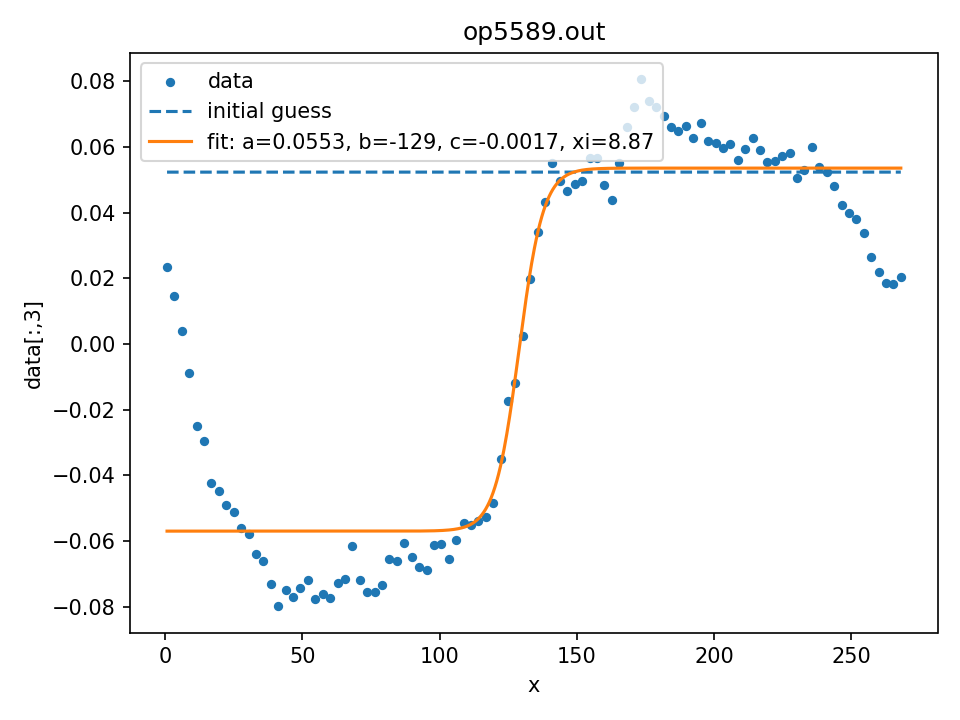 op5589.out
data
initial guess
fit: a=0.0553, b=-129, c=-0.0017, xi=8.87
0.08
0.06
0.04
0.02
0.00
−0.02
−0.04
−0.06
−0.08
data[:,3]
0 50 100 150 200 250
x